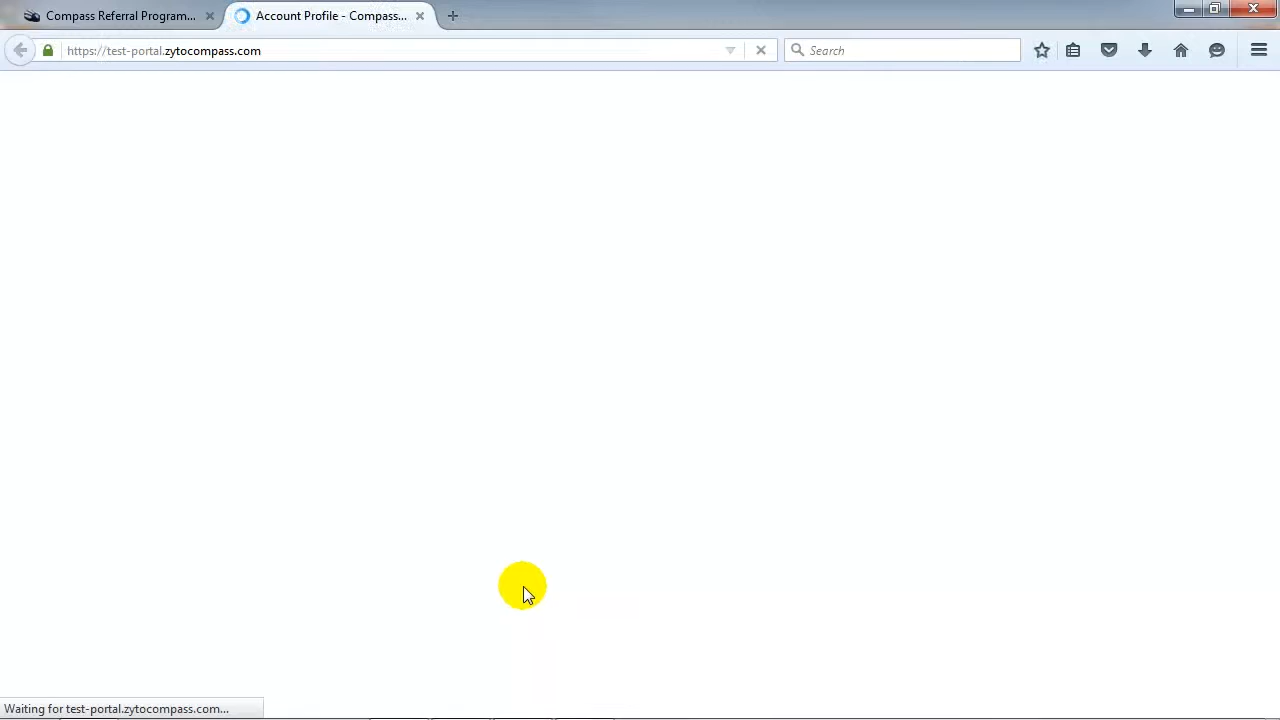 Compass Referral Program...
Account Profile - Compass...
https://test-portal.zytocompass.com
Search
Waiting for test-portal.zytocompass.com...